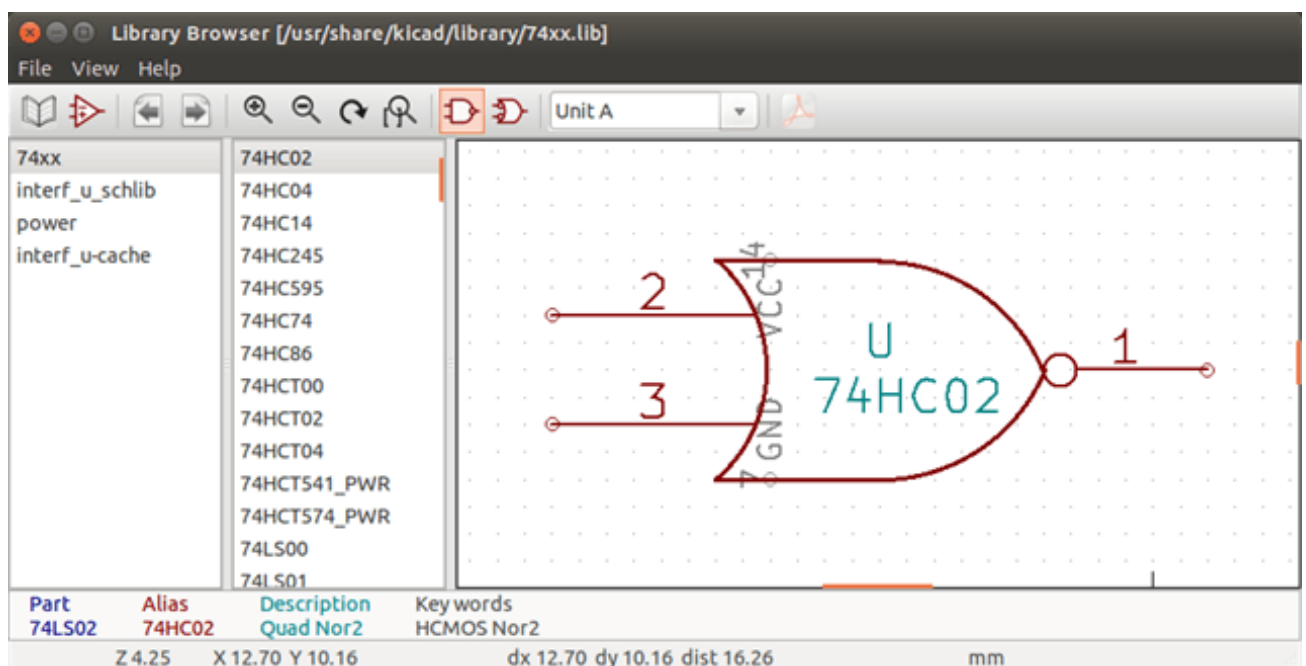 Library Browser [/usr/share/kicad/library/74xx.lib]
File View Help
Unit A
74xx
interf_u_schlib
power
interf_u-cache
74HC02
74HC04
74HC14
74HC245
74HC595
74HC74
74HC86
74HCT00
74HCT02
74HCT04
74HCT541_PWR
74HCT574_PWR
74LS00
74LS01
14
VCC
2
3
GND
7
U
74HC02
1
Part Alias Description Key words
74LS02 74HC02 Quad Nor2 HCMOS Nor2
Z 4.25 X 12.70 Y 10.16 dx 12.70 dy 10.16 dist 16.26 mm